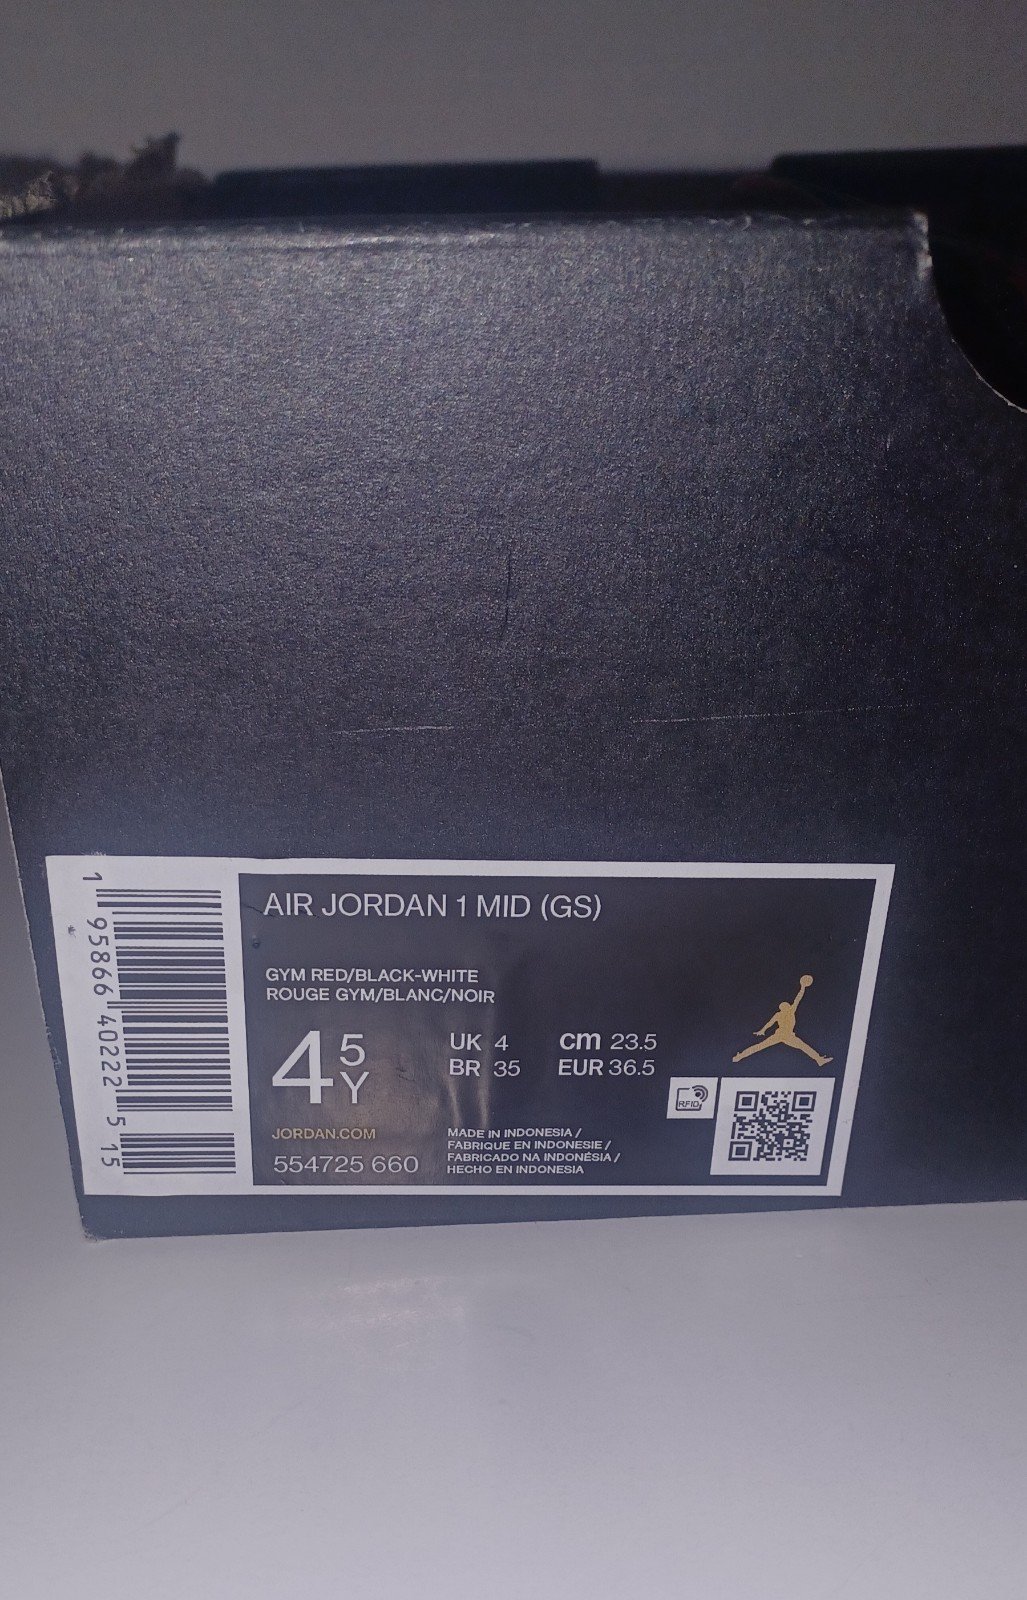 AIR JORDAN 1 MID (GS)
GYM RED/BLACK-WHITE
ROUGE GYM/BLANC/NOIR
4 5 Y
UK 4 cm 23.5
BR 35 EUR 36.5
RFID
JORDAN.COM
554725 660
MADE IN INDONESIA /
FABRIQUE EN INDONESIE /
FABRICADO NA INDONÉSIA /
HECHO EN INDONESIA
1 95866 40222 5 15